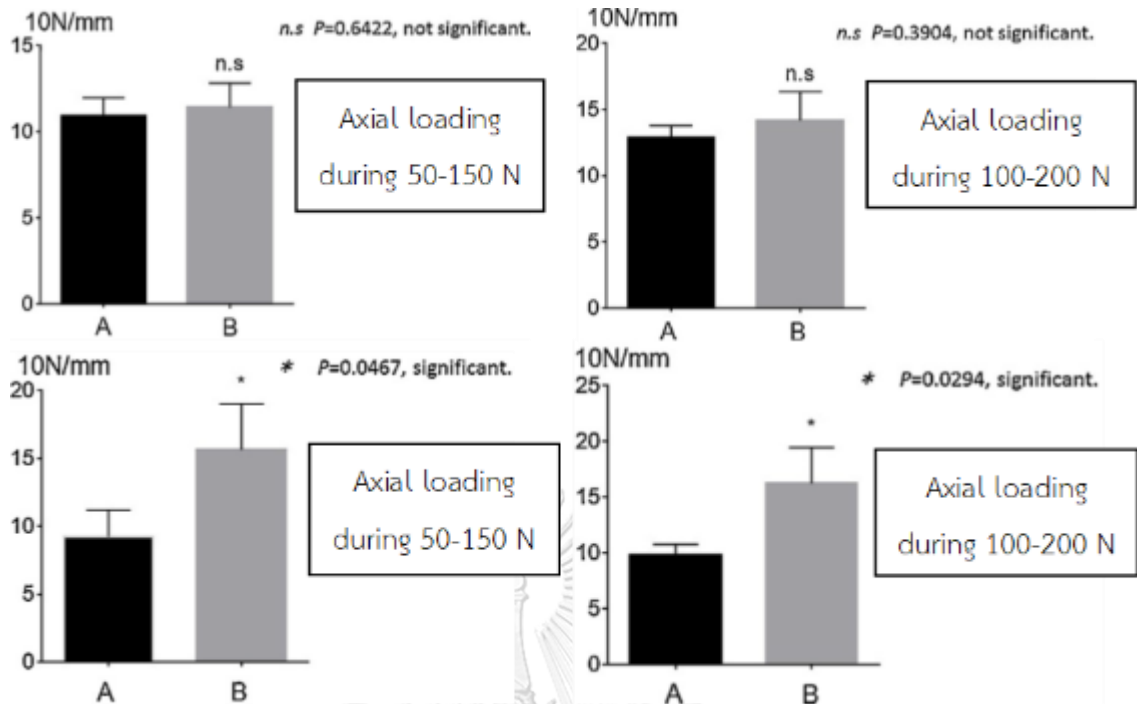 10N/mm
n.s P=0.6422, not significant.
15
10
5
0
n.s
A
B
Axial loading
during 50-150 N
n.s P=0.3904, not significant.
20
15
10
5
0
n.s
A
B
Axial loading
during 100-200 N
10N/mm
* P=0.0467, significant.
20
15
10
5
0
*
A
B
Axial loading
during 50-150 N
10N/mm
* P=0.0294, significant.
25
20
15
10
5
0
*
A
B
Axial loading
during 100-200 N